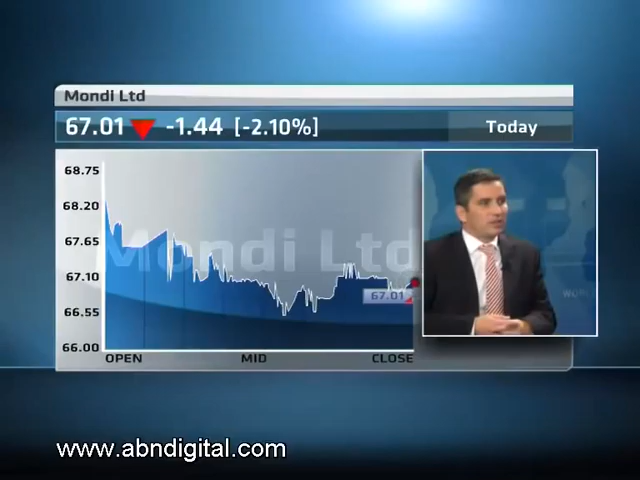 Mondi Ltd
67.01 -1.44 [-2.10%] Today
68.75
68.20
67.65
67.10
66.55
66.00
Mondi Ltd
67.01
OPEN MID CLOSE
www.abndigital.com